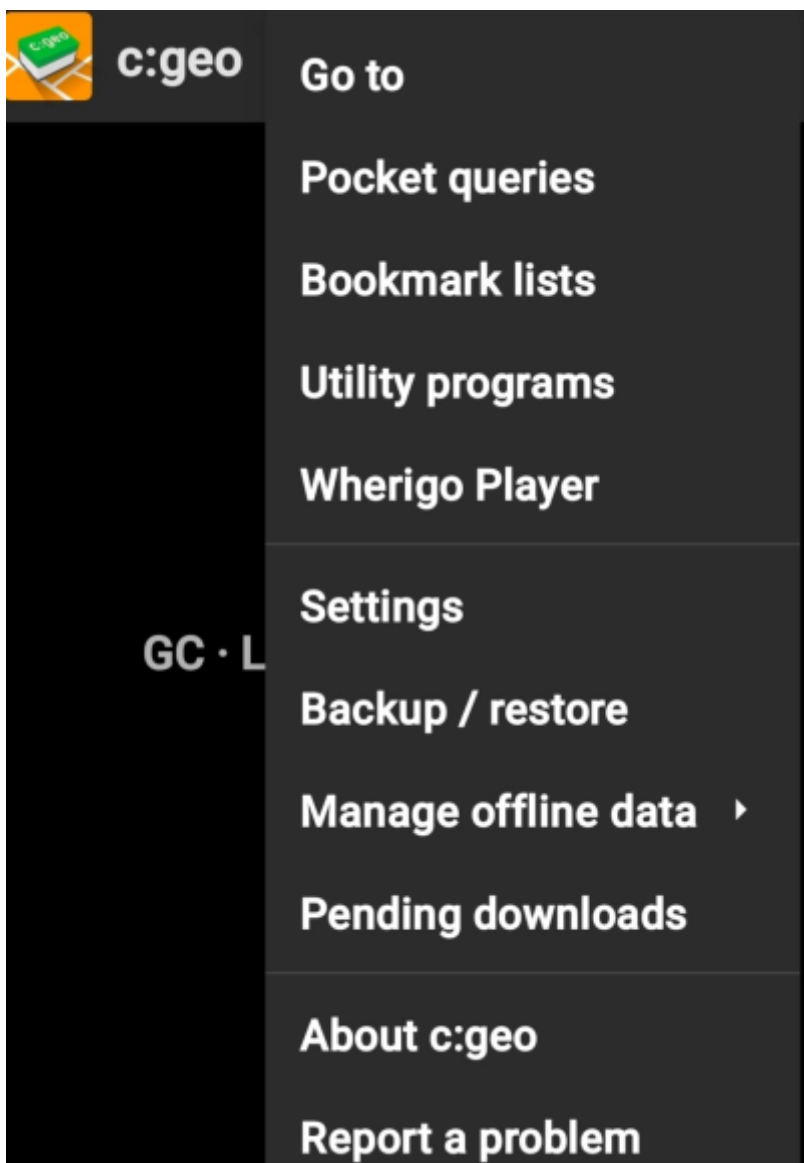 c:geo
c:geo
Go to
Pocket queries
Bookmark lists
Utility programs
Wherigo Player
Settings
GC · L
Backup / restore
Manage offline data
Pending downloads
About c:geo
Report a problem